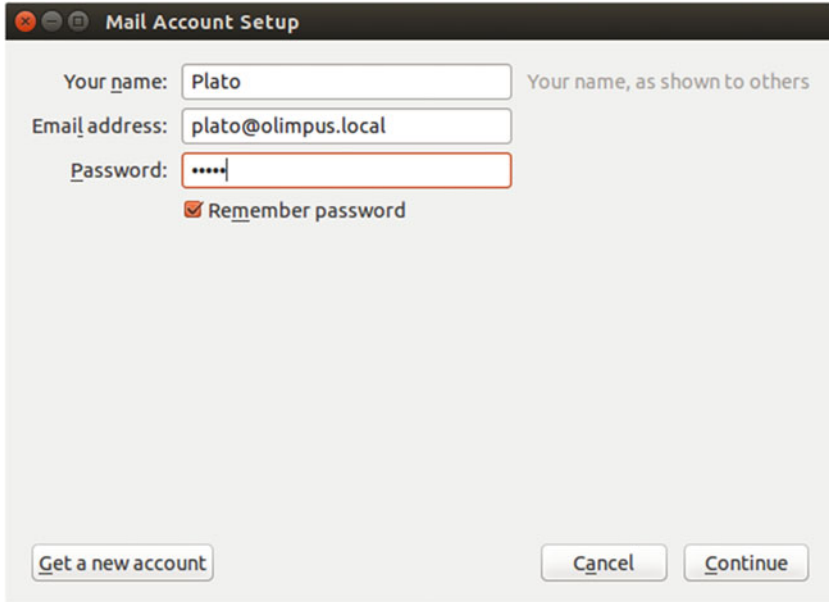 Mail Account Setup
Your name: Plato Your name, as shown to others
Email address: plato@olimpus.local
Password: •••••
Remember password
Get a new account Cancel Continue